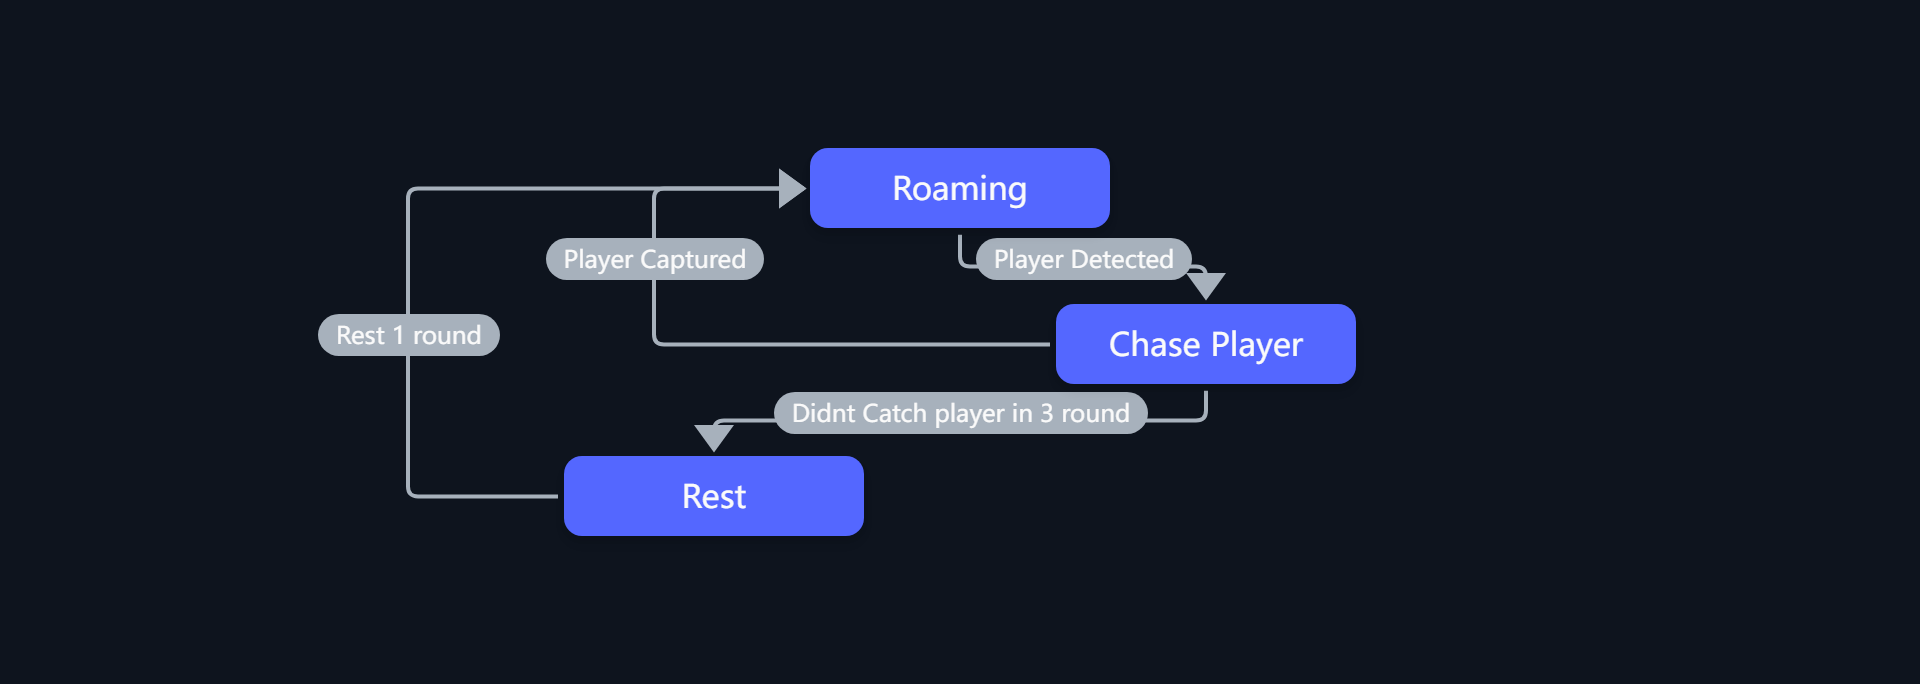 Roaming
Player Captured
Player Detected
Rest 1 round
Chase Player
Didnt Catch player in 3 round
Rest